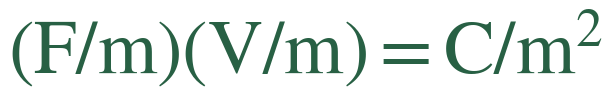 (F/m)(V/m) = C/m²